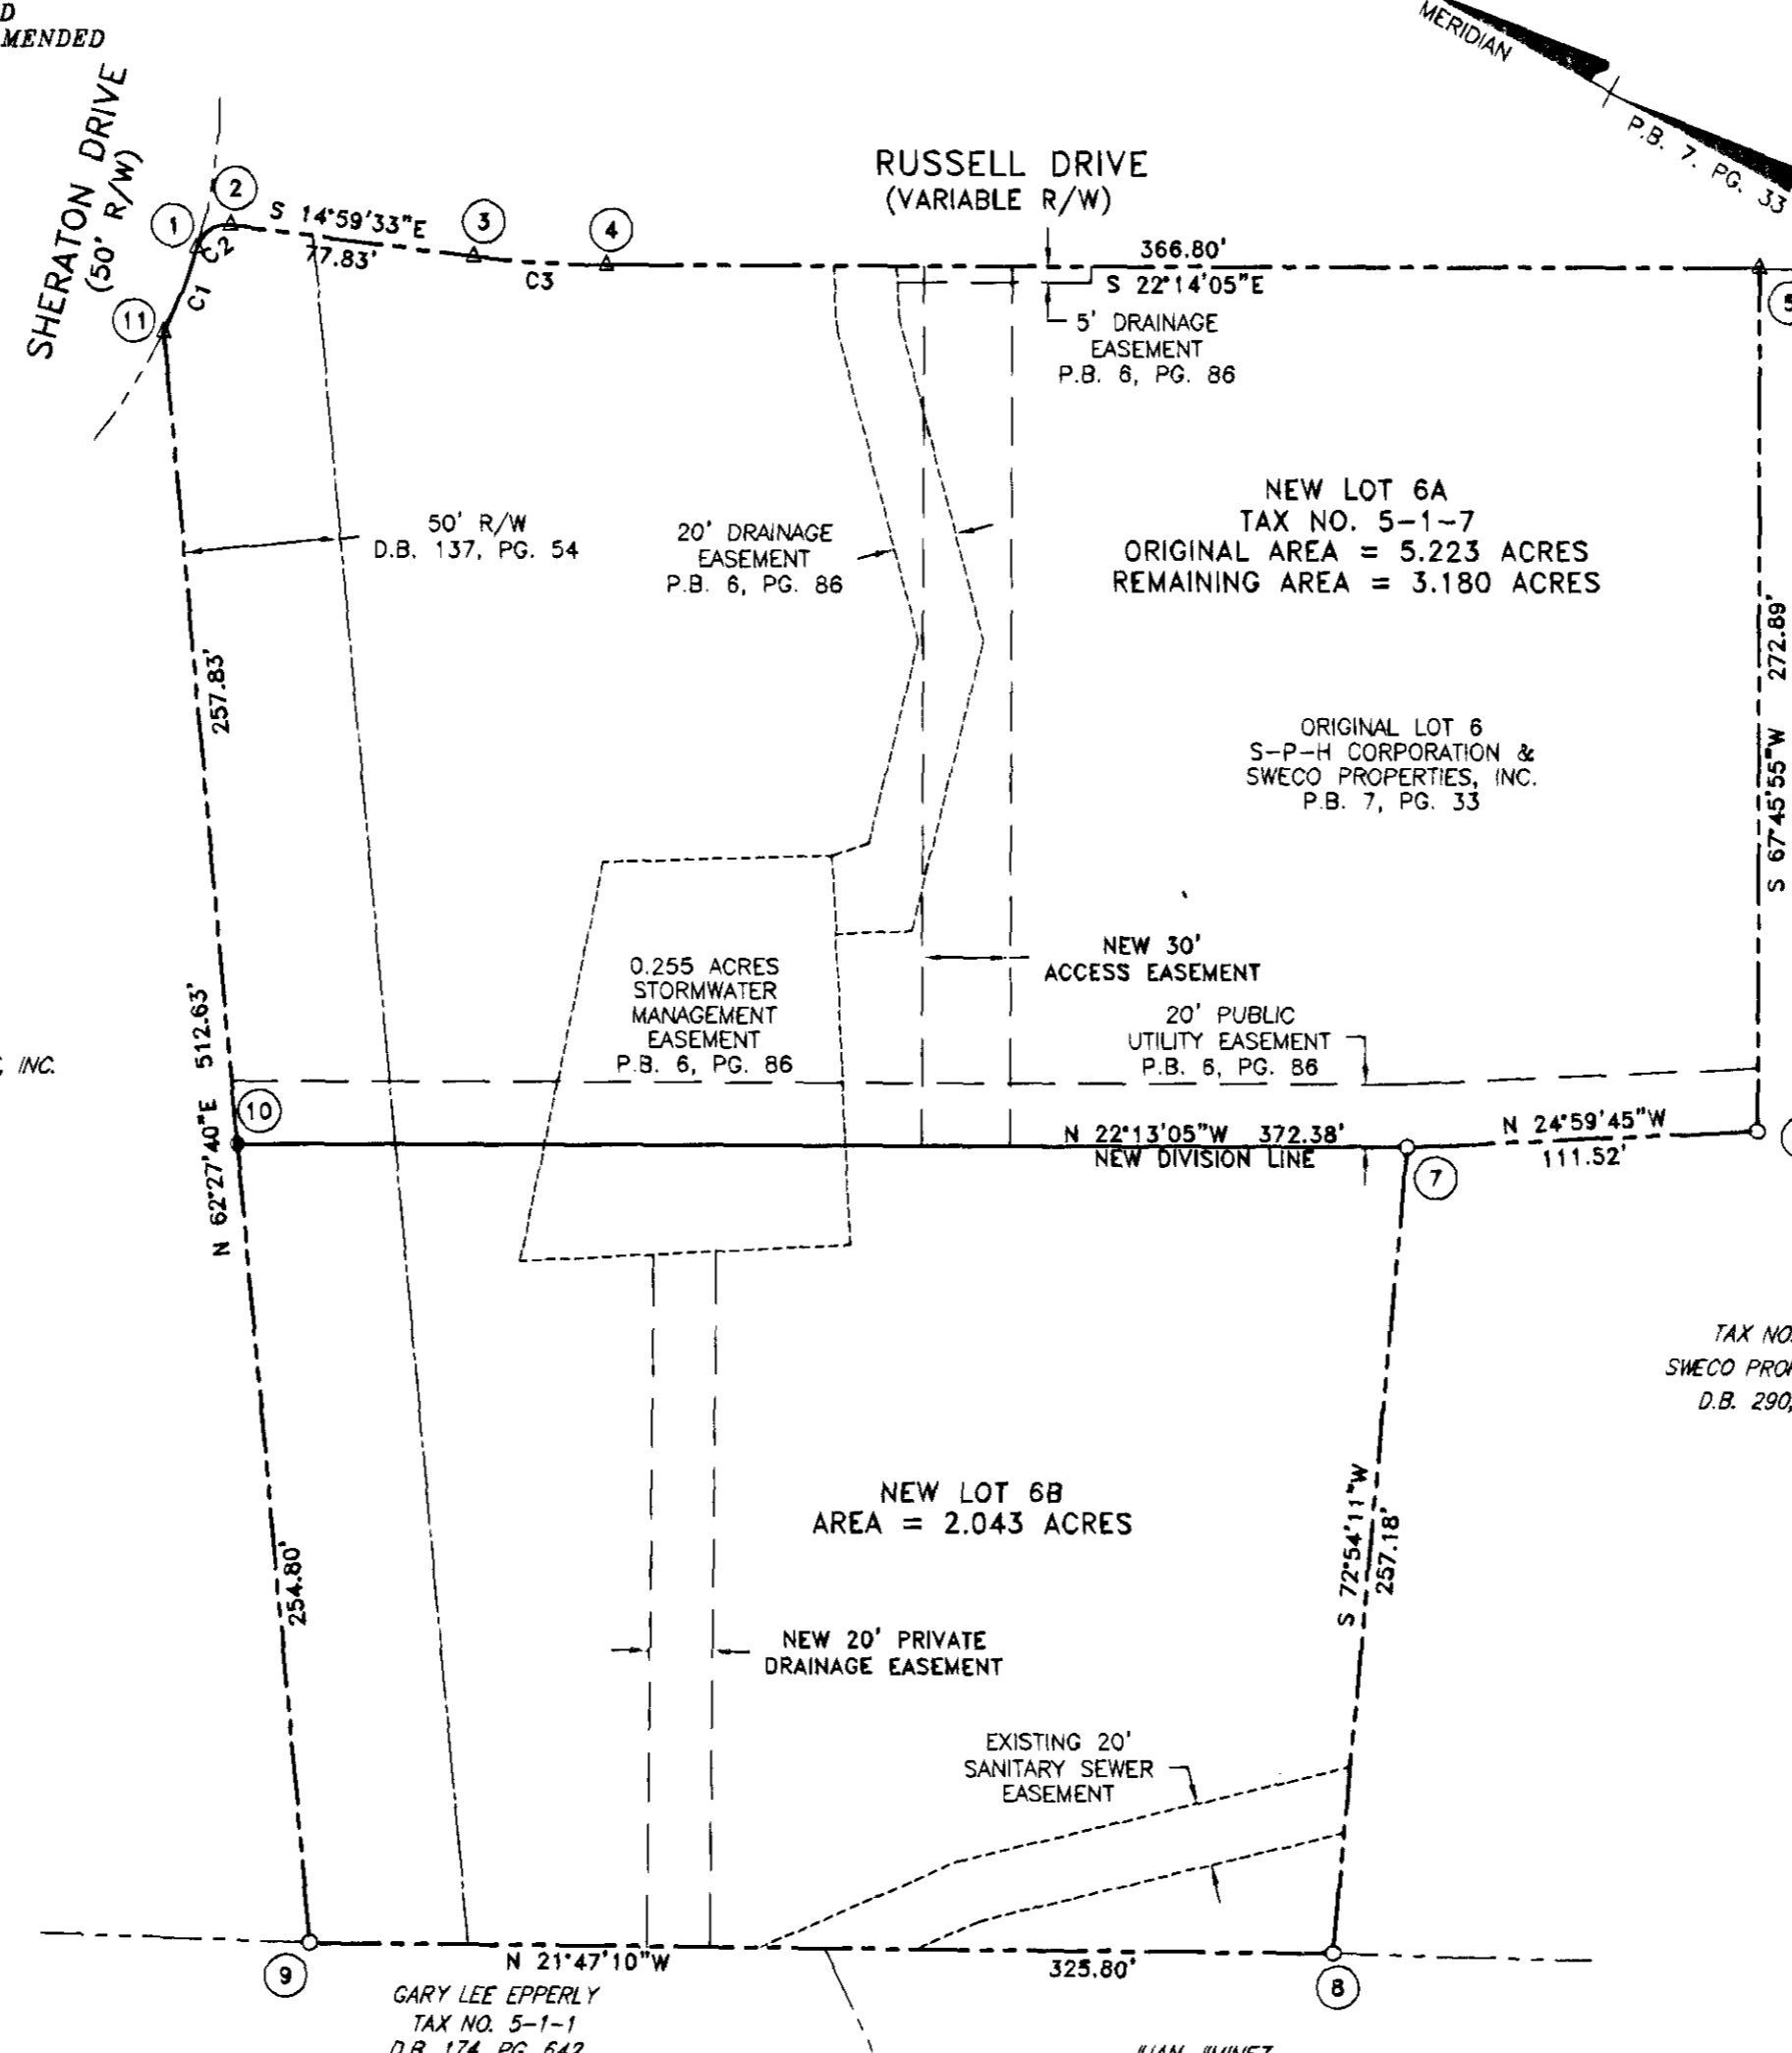 D
MENDED
MERIDIAN
P.B. 7, PG. 33
SHERATON DRIVE
(50' R/W)
RUSSELL DRIVE
(VARIABLE R/W)
1
2
S 14°59'33"E
77.83'
3
4
C2
C1
C3
11
366.80'
S 22°14'05"E
5
5' DRAINAGE
EASEMENT
P.B. 6, PG. 86
50' R/W
D.B. 137, PG. 54
20' DRAINAGE
EASEMENT
P.B. 6, PG. 86
NEW LOT 6A
TAX NO. 5-1-7
ORIGINAL AREA = 5.223 ACRES
REMAINING AREA = 3.180 ACRES
257.83'
S 67°45'55"W 272.89'
ORIGINAL LOT 6
S-P-H CORPORATION &
SWECO PROPERTIES, INC.
P.B. 7, PG. 33
0.255 ACRES
STORMWATER
MANAGEMENT
EASEMENT
P.B. 6, PG. 86
NEW 30'
ACCESS EASEMENT
20' PUBLIC
UTILITY EASEMENT
P.B. 6, PG. 86
, INC.
N 62°27'40"E 512.63'
10
N 22°13'05"W 372.38'
NEW DIVISION LINE
N 24°59'45"W
111.52'
7
TAX NO.
SWECO PRO
D.B. 290,
NEW LOT 6B
AREA = 2.043 ACRES
S 72°54'11"W
257.18'
254.80'
NEW 20' PRIVATE
DRAINAGE EASEMENT
EXISTING 20'
SANITARY SEWER
EASEMENT
9
N 21°47'10"W
325.80'
8
GARY LEE EPPERLY
TAX NO. 5-1-1
D.B. 174, PG. 642
JUAN JIMINEZ